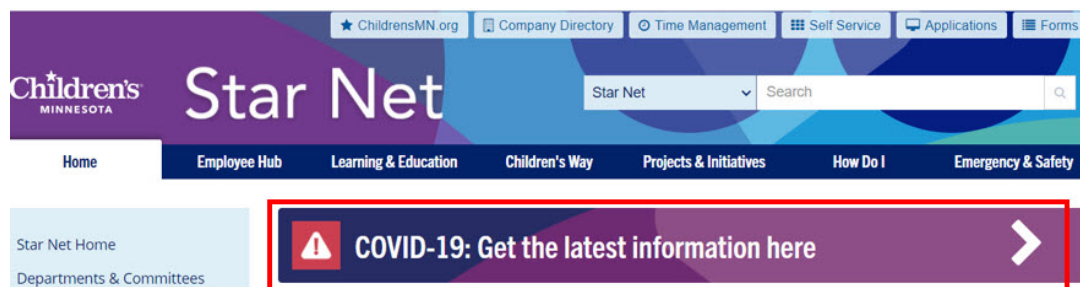 ChildrensMN.org Company Directory Time Management Self Service Applications Forms
Children's
MINNESOTA
Star Net
Star Net Search
Home Employee Hub Learning & Education Children's Way Projects & Initiatives How Do I Emergency & Safety
Star Net Home
Departments & Committees
COVID-19: Get the latest information here